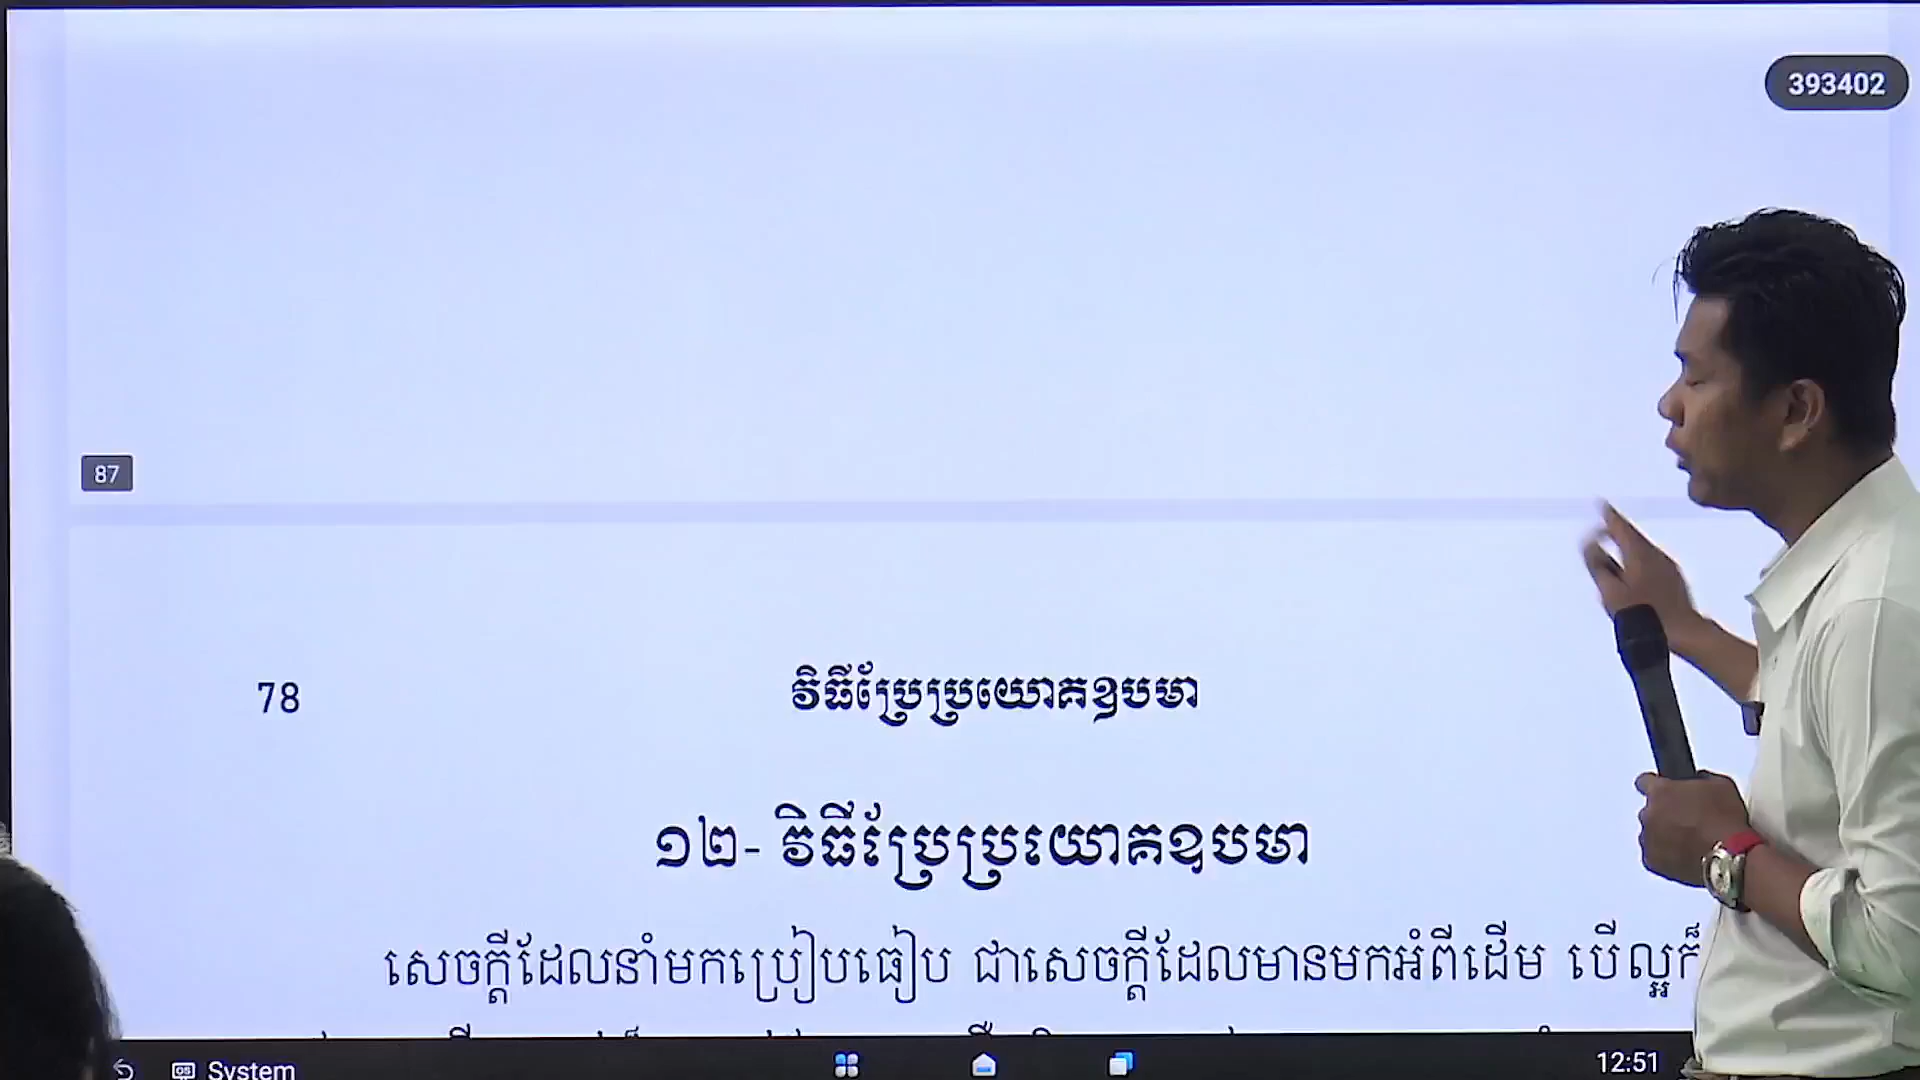 393402
87
78 វិធីប្រែប្រយោគឧបមា
១២- វិធីប្រែប្រយោគឧបមា
សេចក្តីដែលនាំមកប្រៀបធៀប ជាសេចក្តីដែលមានមកអំពីដើម បើល្អក៏
System 12:51